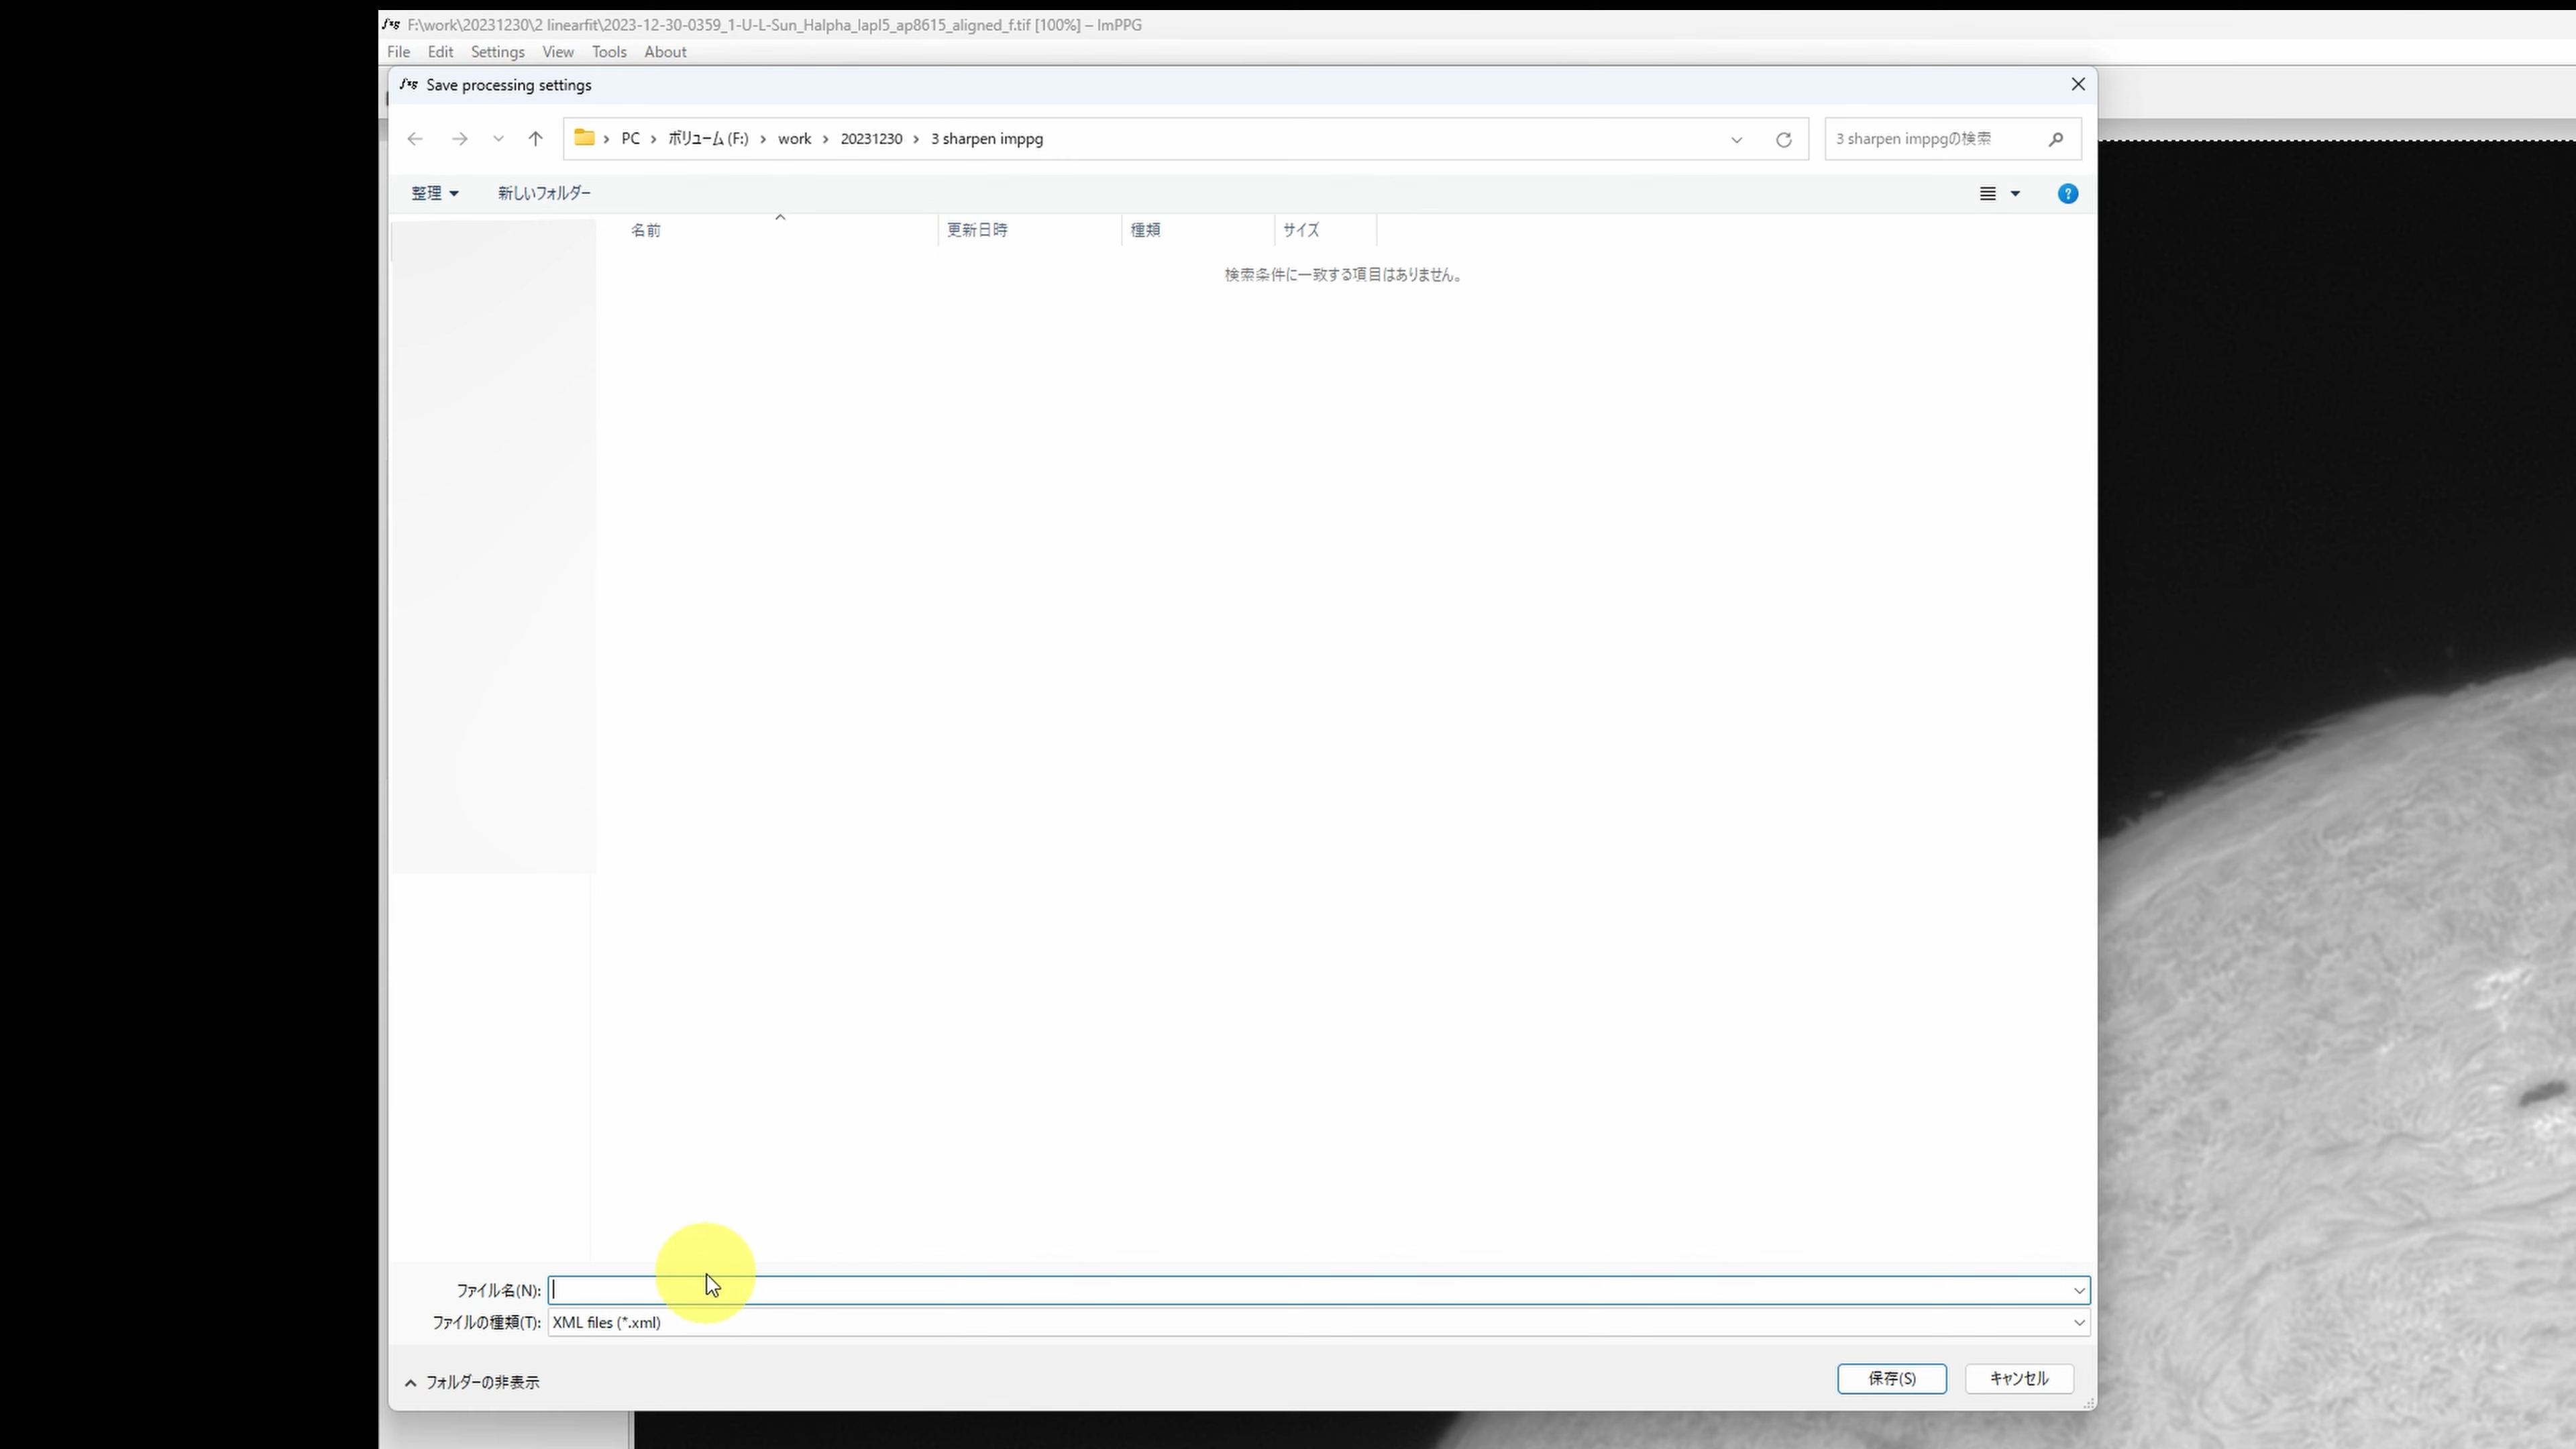 fxg F:\work\20231230\2 linearfit\2023-12-30-0359_1-U-L-Sun_Halpha_lapl5_ap8615_aligned_f.tif [100%] – ImPPG
File Edit Settings View Tools About
fxg Save processing settings
PC › ボリューム (F:) › work › 20231230 › 3 sharpen imppg
3 sharpen imppgの検索
整理 新しいフォルダー
名前 更新日時 種類 サイズ
検索条件に一致する項目はありません。
ファイル名(N):
ファイルの種類(T): XML files (*.xml)
フォルダーの非表示 保存(S) キャンセル